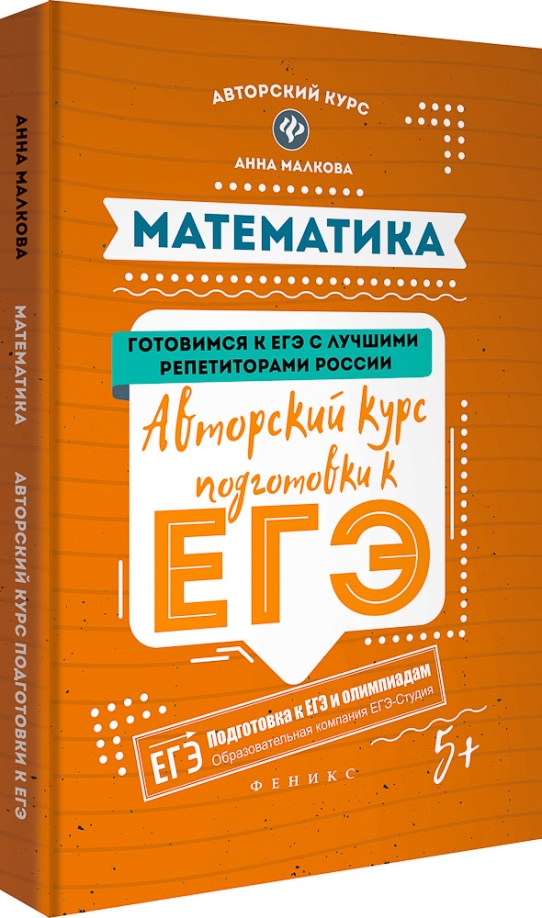 АВТОРСКИЙ КУРС
АННА МАЛКОВА
МАТЕМАТИКА
ГОТОВИМСЯ К ЕГЭ С ЛУЧШИМИ
РЕПЕТИТОРАМИ РОССИИ
Авторский курс
подготовки к
ЕГЭ
ЕГЭ
Подготовка к ЕГЭ и олимпиадам
Образовательная компания ЕГЭ-Студия
5+
ФЕНИКС
АННА МАЛКОВА МАТЕМАТИКА АВТОРСКИЙ КУРС ПОДГОТОВКИ К ЕГЭ